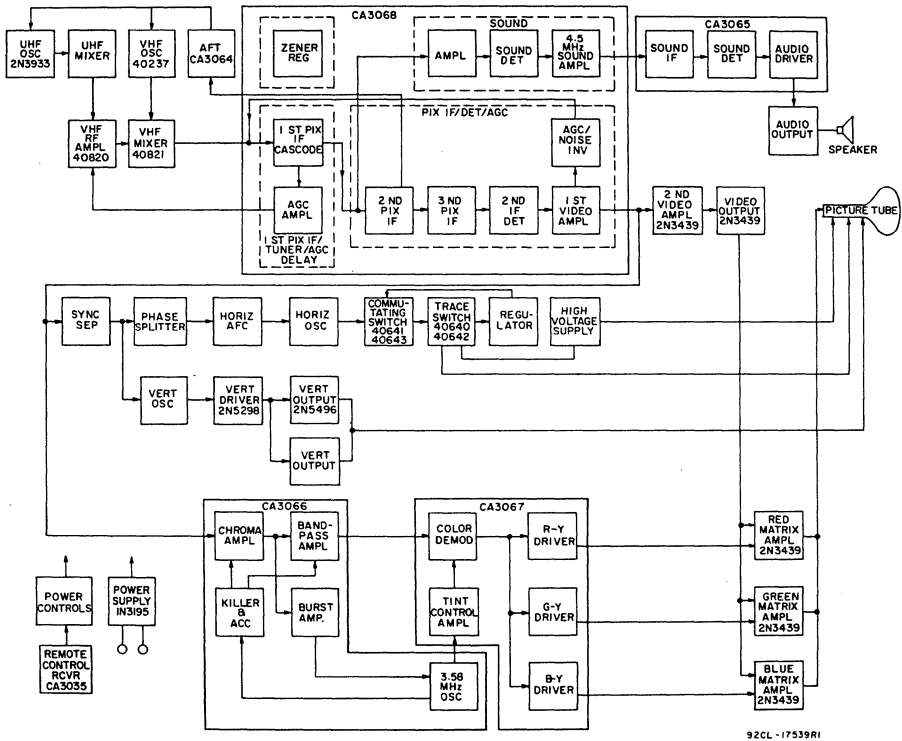 CA3068
SOUND
CA3065
UHF
OSC
2N3933
UHF
MIXER
VHF
OSC
40237
AFT
CA3064
ZENER
REG
AMPL
SOUND
DET
4.5
MHz
SOUND
AMPL
SOUND
IF
SOUND
DET
AUDIO
DRIVER
PIX IF/DET/AGC
VHF
RF
AMPL
40820
VHF
MIXER
40821
1 ST PIX
IF
CASCODE
AGC/
NOISE
INV
AUDIO
OUTPUT
SPEAKER
AGC
AMPL
2 ND
PIX
IF
3 ND
PIX
IF
2 ND
IF
DET
1 ST
VIDEO
AMPL
2 ND
VIDEO
AMPL
2N3439
VIDEO
OUTPUT
2N3439
PICTURE TUBE
1 ST PIX IF/
TUNER/AGC
DELAY
SYNC
SEP
PHASE
SPLITTER
HORIZ
AFC
HORIZ
OSC
COMMU-
TATING
SWITCH
40641
40643
TRACE
SWITCH
40640
40642
REGU-
LATOR
HIGH
VOLTAGE
SUPPLY
VERT
OSC
VERT
DRIVER
2N5298
VERT
OUTPUT
2N5496
VERT
OUTPUT
CA3066
CA3067
CHROMA
AMPL
BAND-
PASS
AMPL
COLOR
DEMOD
R-Y
DRIVER
RED
MATRIX
AMPL
2N3439
POWER
CONTROLS
POWER
SUPPLY
IN3195
KILLER
&
ACC
BURST
AMP.
TINT
CONTROL
AMPL
G-Y
DRIVER
GREEN
MATRIX
AMPL
2N3439
REMOTE
CONTROL
RCVR
CA3035
3.58
MHz
OSC
B-Y
DRIVER
BLUE
MATRIX
AMPL
2N3439
92CL-17539R1